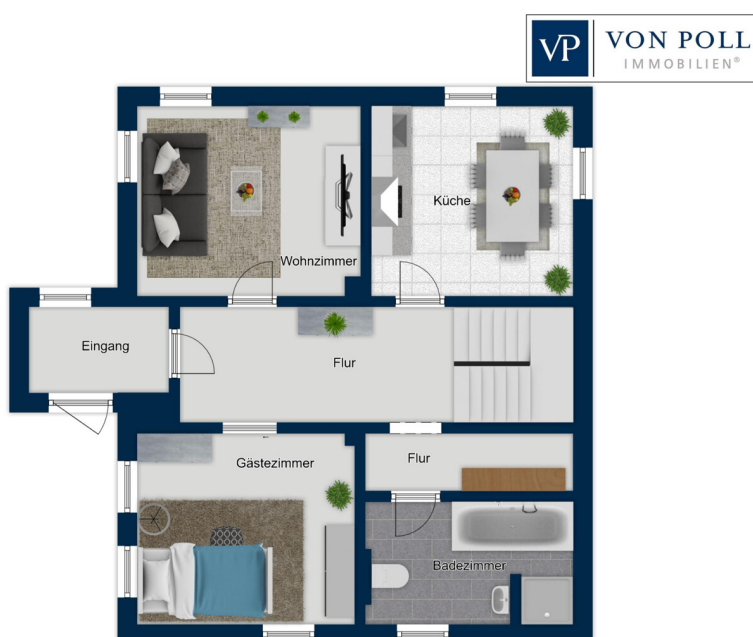 VP VON POLL
IMMOBILIEN®
Küche
Wohnzimmer
Eingang
Flur
Gästezimmer
Flur
Badezimmer